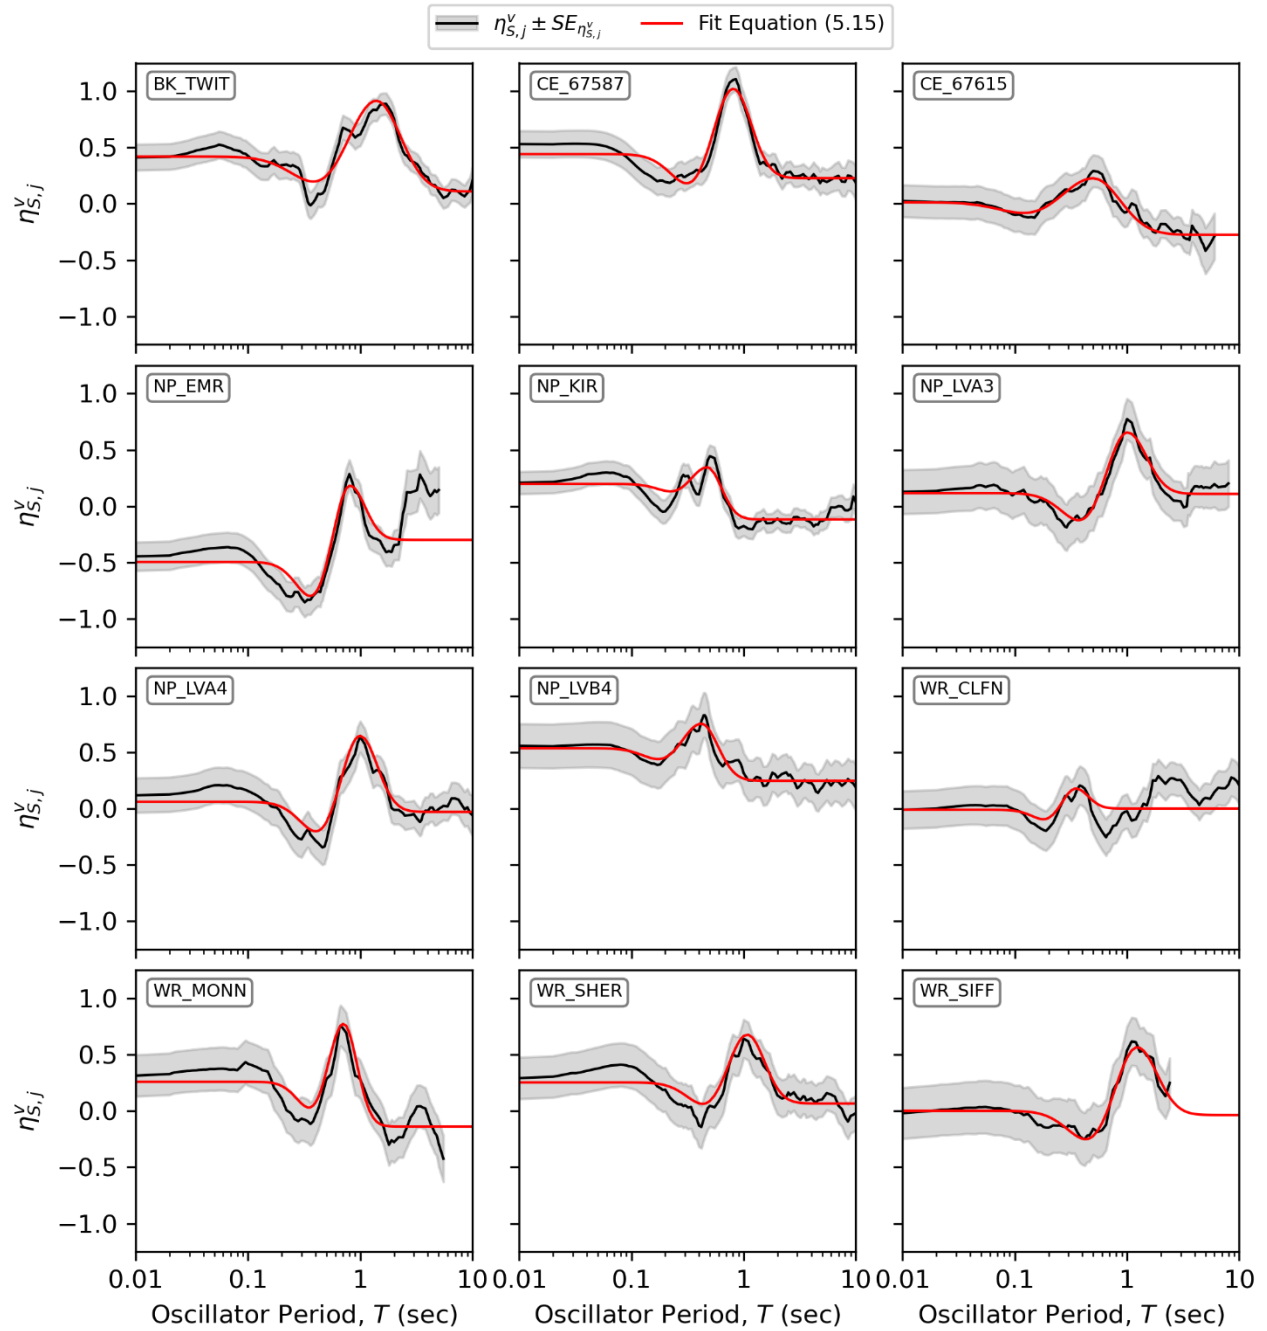 η^v_{S,j} ± SE_{η^v_{S,j}} Fit Equation (5.15)
BK_TWIT CE_67587 CE_67615
1.0
0.5
0.0
−0.5
−1.0
η^v_{S,j}
NP_EMR NP_KIR NP_LVA3
1.0
0.5
0.0
−0.5
−1.0
η^v_{S,j}
NP_LVA4 NP_LVB4 WR_CLFN
1.0
0.5
0.0
−0.5
−1.0
η^v_{S,j}
WR_MONN WR_SHER WR_SIFF
1.0
0.5
0.0
−0.5
−1.0
η^v_{S,j}
0.01 0.1 1 10 0.01 0.1 1 10 0.01 0.1 1 10
Oscillator Period, T (sec) Oscillator Period, T (sec) Oscillator Period, T (sec)